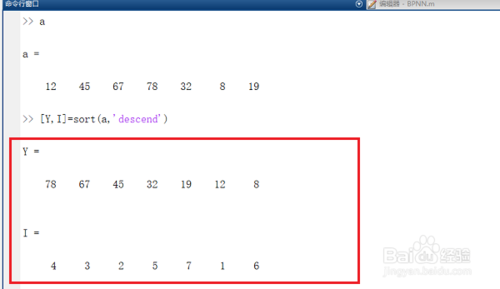 命令行窗口
编辑器 - BPNN.m
>> a
a =
12 45 67 78 32 8 19
>> [Y,I]=sort(a,'descend')
Y =
78 67 45 32 19 12 8
I =
4 3 2 5 7 1 6
Baidu 经验
jingyan.baidu.com